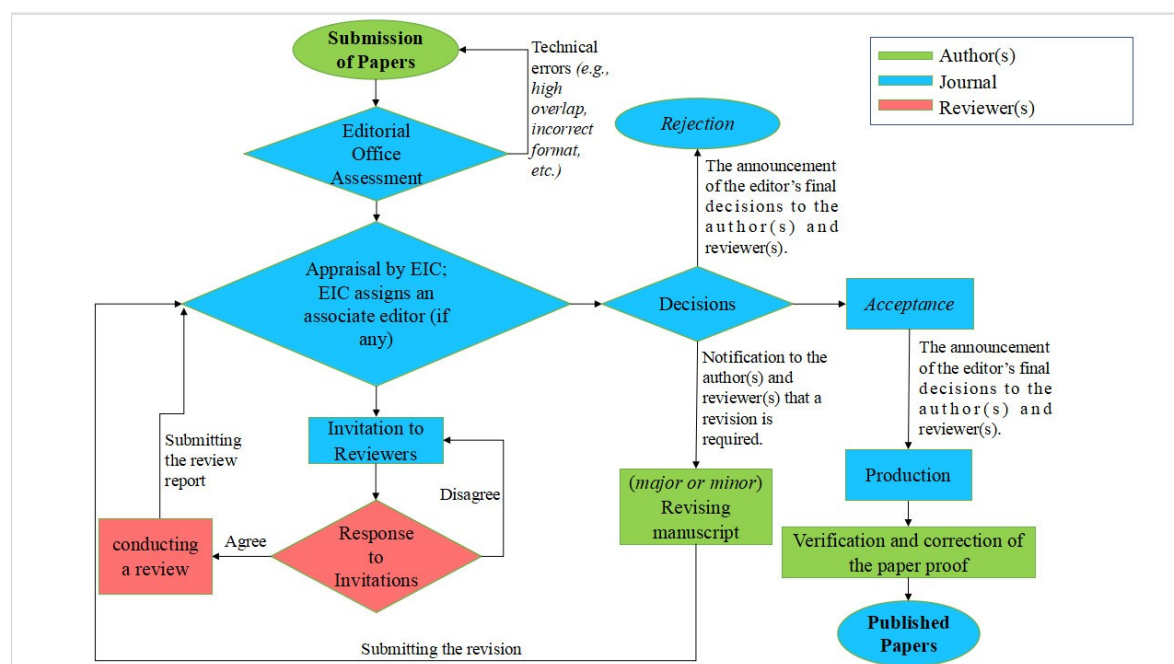 Submission
of Papers
Technical
errors (e.g.,
high
overlap,
incorrect
format,
etc.)
Editorial
Office
Assessment
Appraisal by EIC;
EIC assigns an
associate editor (if
any)
Invitation to
Reviewers
Disagree
Response
to
Invitations
Agree
conducting
a review
Submitting
the review
report
Decisions
The announcement
of the editor’s final
decisions to the
author(s) and
reviewer(s).
Rejection
Acceptance
The announcement
of the editor’s final
decisions to the
author(s) and
reviewer(s).
Production
Verification and correction of
the paper proof
Published
Papers
Notification to the
author(s) and
reviewer(s) that a
revision is
required.
(major or minor)
Revising
manuscript
Submitting the revision
Author(s)
Journal
Reviewer(s)